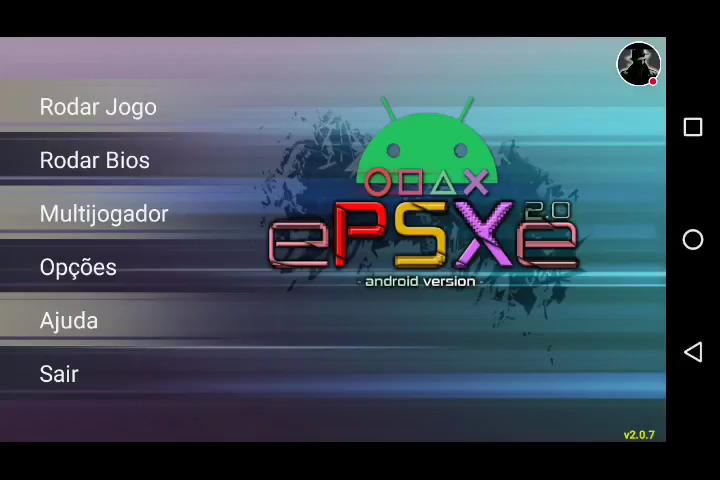 Rodar Jogo
Rodar Bios
Multijogador
Opções
Ajuda
Sair
ePSXe
2.0
- android version -
v2.0.7